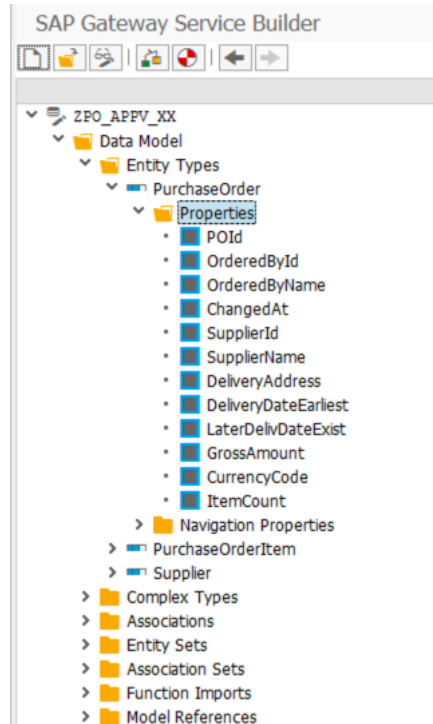 SAP Gateway Service Builder
ZPO_APPV_XX
Data Model
Entity Types
PurchaseOrder
Properties
POId
OrderedById
OrderedByName
ChangedAt
SupplierId
SupplierName
DeliveryAddress
DeliveryDateEarliest
LaterDelivDateExist
GrossAmount
CurrencyCode
ItemCount
Navigation Properties
PurchaseOrderItem
Supplier
Complex Types
Associations
Entity Sets
Association Sets
Function Imports
Model References